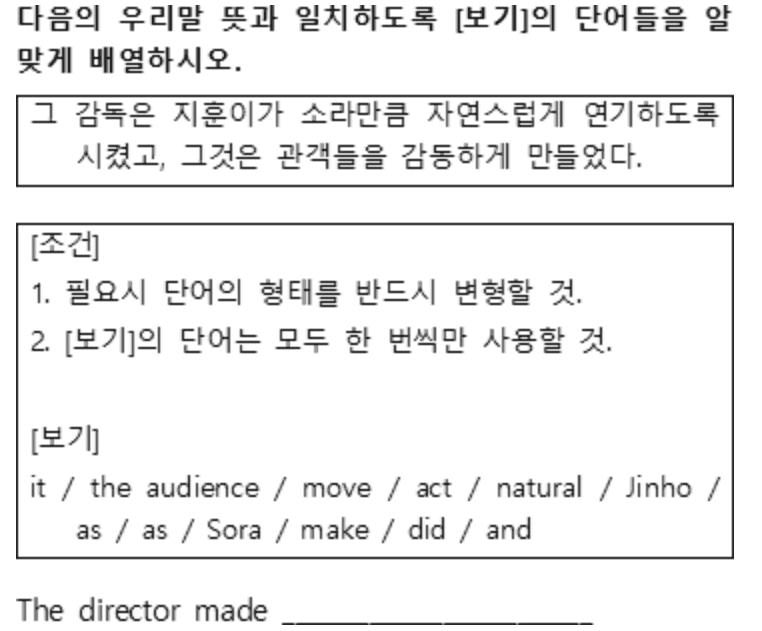 다음의 우리말 뜻과 일치하도록 [보기]의 단어들을 알
맞게 배열하시오.
그 감독은 지훈이가 소라만큼 자연스럽게 연기하도록
시켰고, 그것은 관객들을 감동하게 만들었다.
[조건]
1. 필요시 단어의 형태를 반드시 변형할 것.
2. [보기]의 단어는 모두 한 번씩만 사용할 것.
[보기]
it / the audience / move / act / natural / Jinho /
as / as / Sora / make / did / and
The director made ______________________